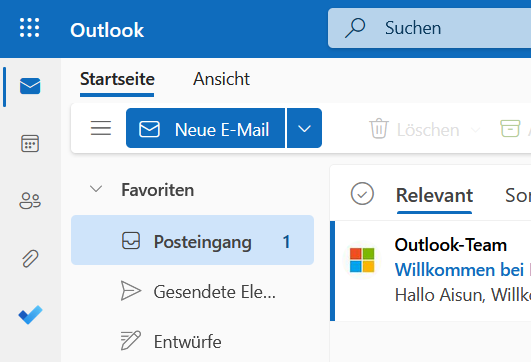 Outlook
Suchen
Startseite Ansicht
Neue E-Mail
Löschen
Favoriten
Relevant
Posteingang 1
Outlook-Team
Willkommen bei
Gesendete Ele...
Hallo Aisun,
Entwürfe